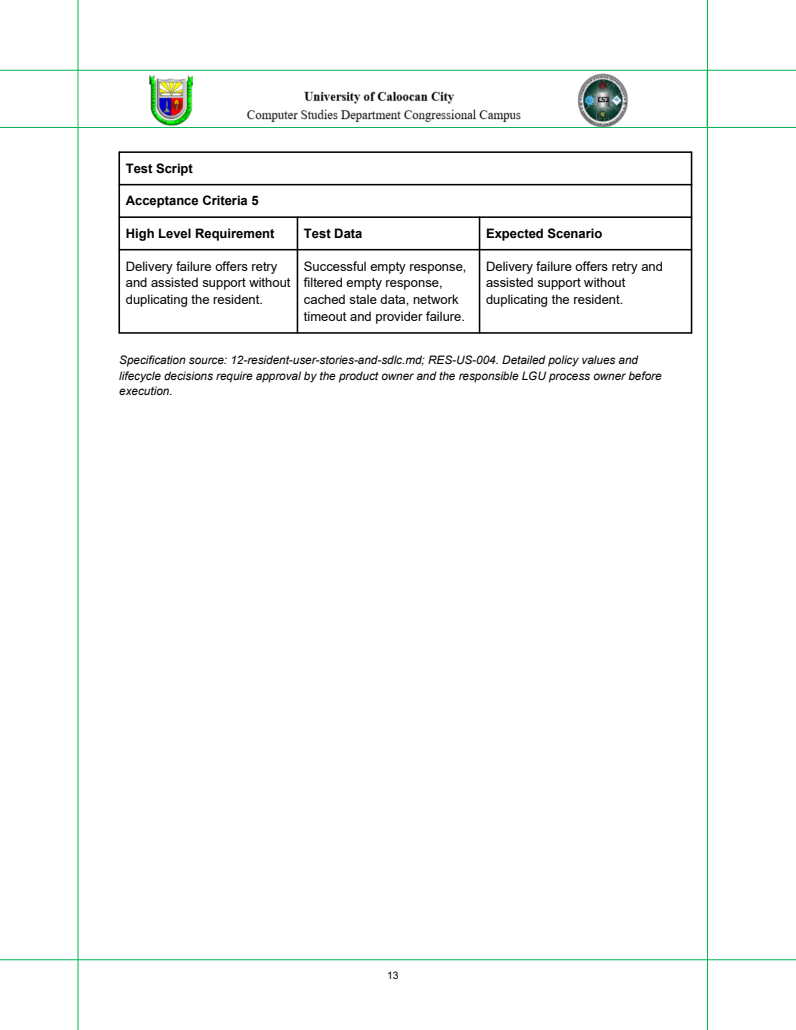 University of Caloocan City
Computer Studies Department Congressional Campus
Test Script
Acceptance Criteria 5
High Level Requirement
Test Data
Expected Scenario
Delivery failure offers retry
and assisted support without
duplicating the resident.
Successful empty response,
filtered empty response,
cached stale data, network
timeout and provider failure.
Delivery failure offers retry and
assisted support without
duplicating the resident.
Specification source: 12-resident-user-stories-and-sdlc.md; RES-US-004. Detailed policy values and
lifecycle decisions require approval by the product owner and the responsible LGU process owner before
execution.
13